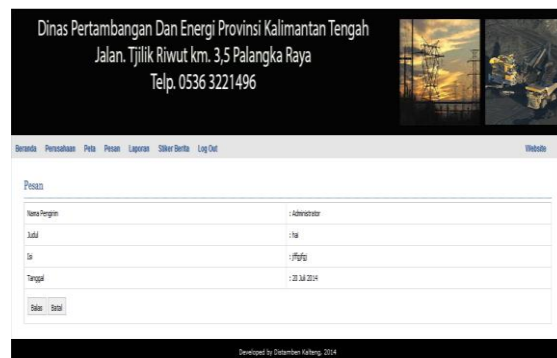 Dinas Pertambangan Dan Energi Provinsi Kalimantan Tengah
Jalan. Tjilik Riwut km. 3,5 Palangka Raya
Telp. 0536 3221496
Beranda Perusahaan Peta Pesan Laporan Stiker Berita Log Out Website
Pesan
Nama Pengirim : Administrator
Judul : hai
Isi
Tanggal : 20 Juli 2014
Balas Batal
Developed by Distamben Kalteng, 2014